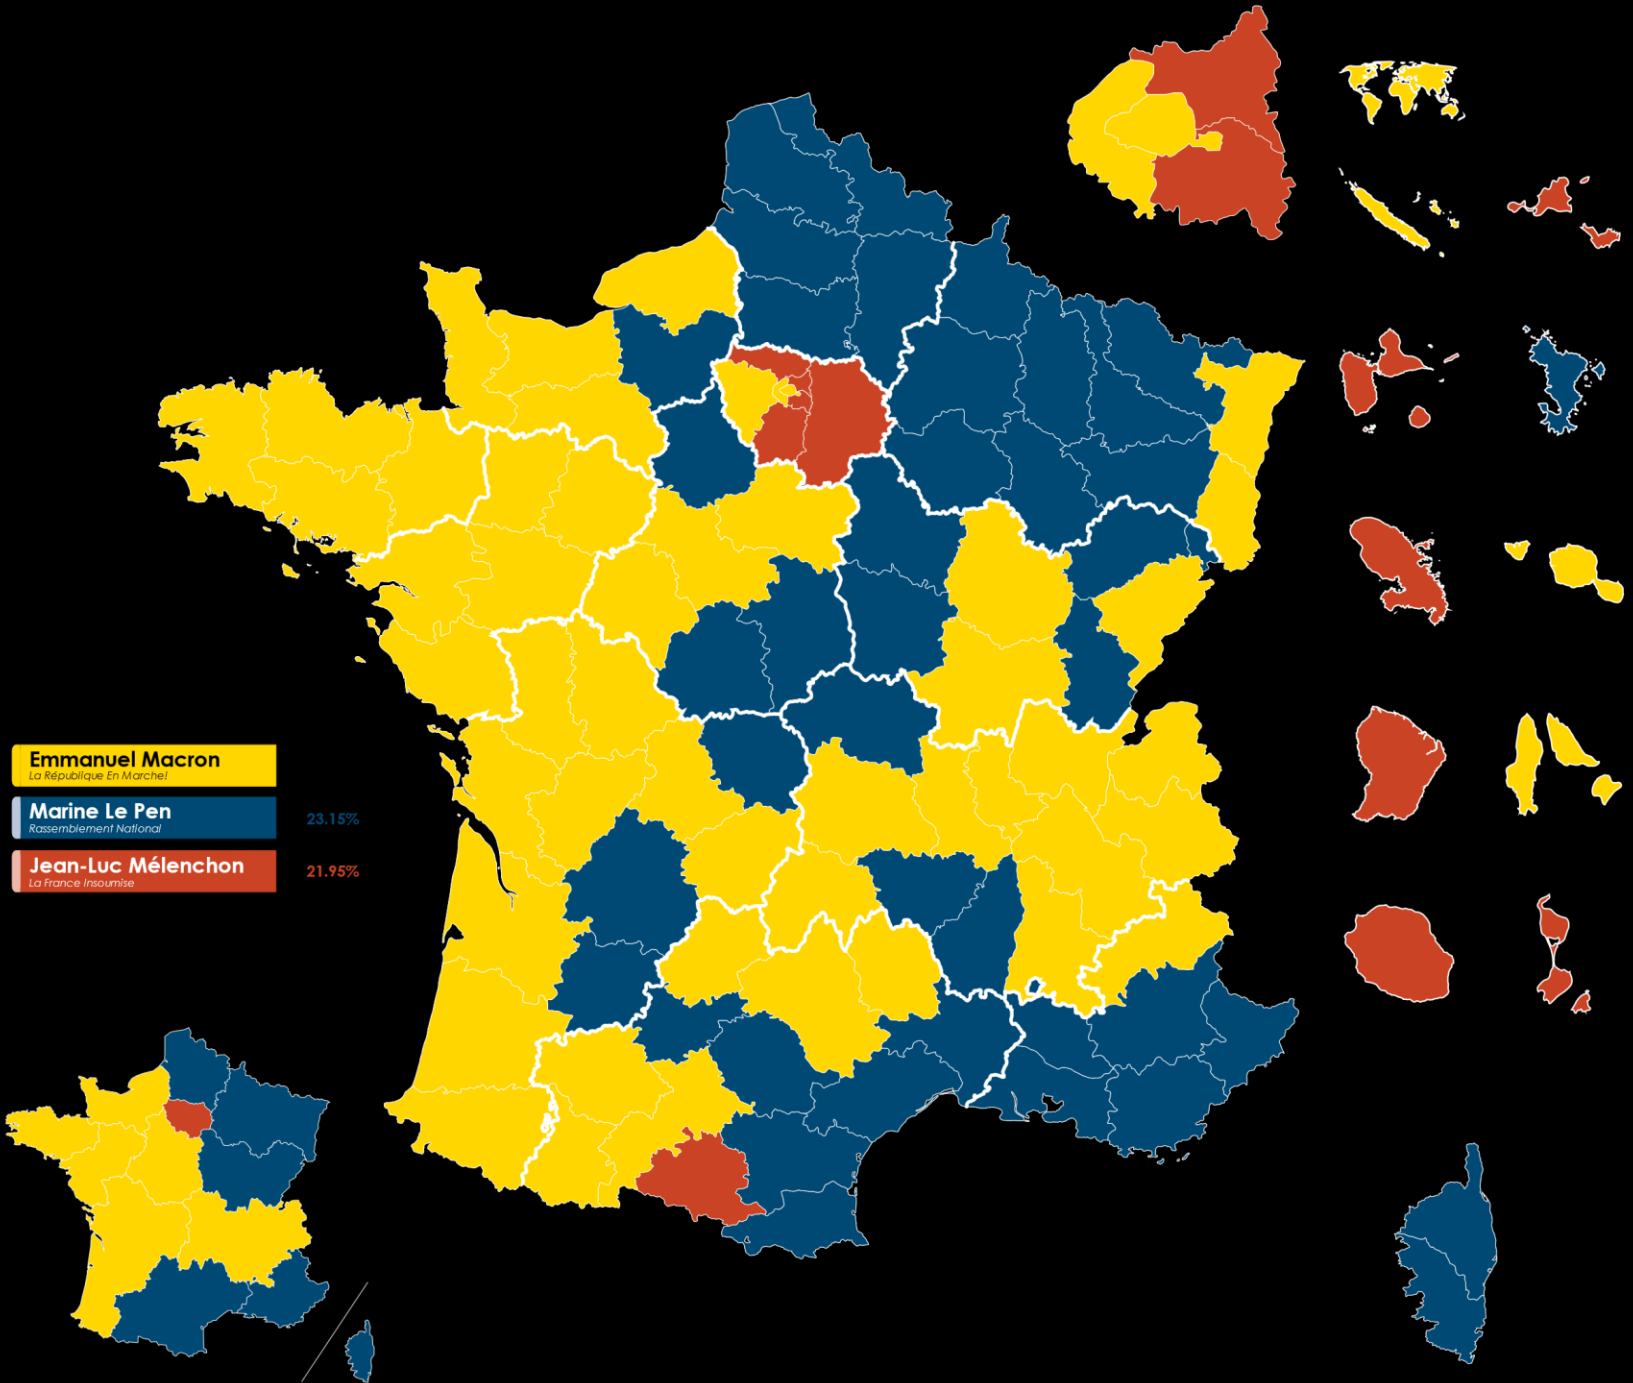 Emmanuel Macron
La République En Marche!
Marine Le Pen
Rassemblement National
23.15%
Jean-Luc Mélenchon
La France Insoumise
21.95%